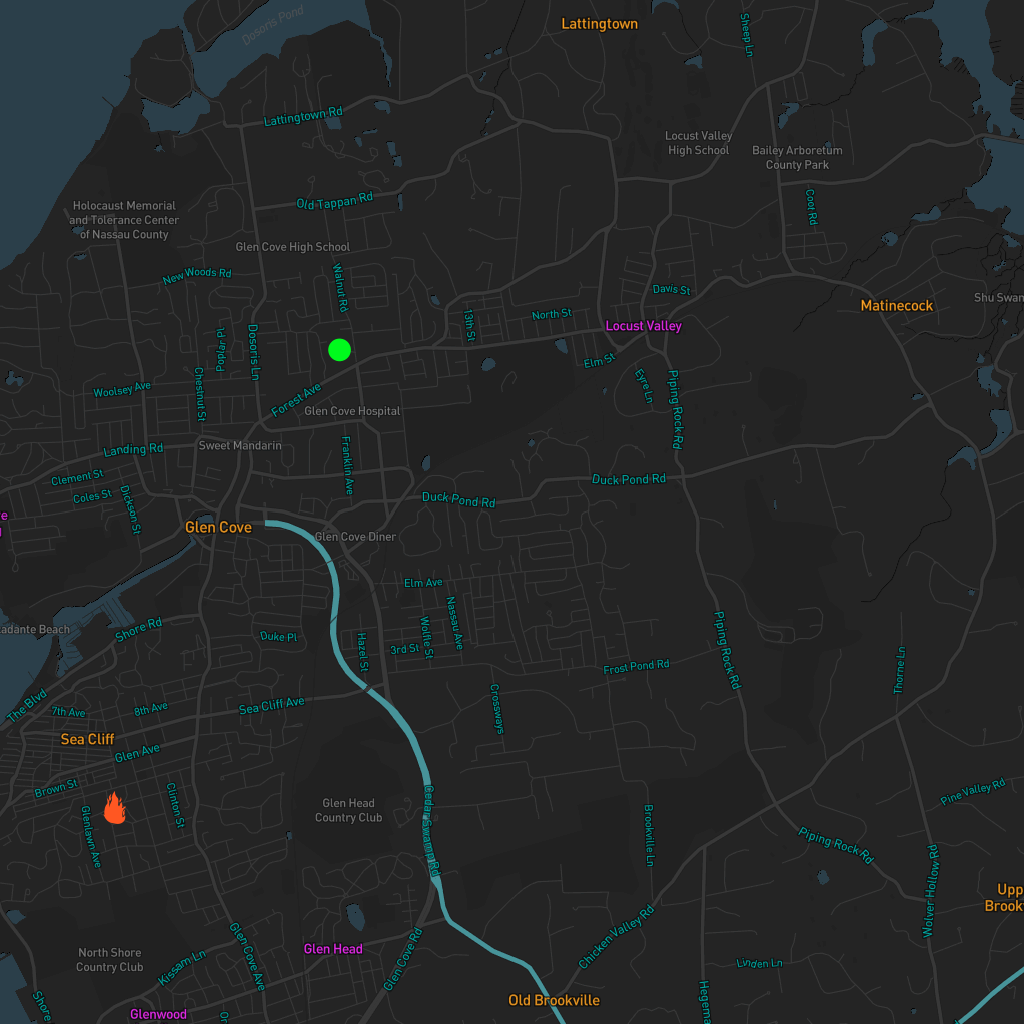 Dosoris Pond
Lattingtown
Sheep Ln
Lattingtown Rd
Locust Valley
High School
Bailey Arboretum
County Park
Old Tappan Rd
Coot Rd
Holocaust Memorial
and Tolerance Center
of Nassau County
Glen Cove High School
New Woods Rd
Walnut Rd
Davis St
Shu Swan
Matinecock
13th St
North St
Locust Valley
Poplar Pl
Dosoris Ln
Elm St
Eyre Ln
Piping Rock Rd
Woolsey Ave
Chestnut St
Forest Ave
Glen Cove Hospital
Landing Rd
Sweet Mandarin
Clement St
Coles St
Dickson St
Franklin Ave
Duck Pond Rd
Duck Pond Rd
Glen Cove
Glen Cove Diner
Elm Ave
Nassau Ave
Wolfle St
adante Beach
Shore Rd
Duke Pl
Hazel St
3rd St
Frost Pond Rd
Piping Rock Rd
Thorne Ln
The Blvd
7th Ave
8th Ave
Sea Cliff Ave
Crossways
Sea Cliff
Glen Ave
Brown St
Clinton St
Glenlawn Ave
Glen Head
Country Club
Cedar Swamp Rd
Brookville Ln
Pine Valley Rd
Piping Rock Rd
Wolver Hollow Rd
Upp
Brook
Chicken Valley Rd
Glen Head
Glen Cove Rd
Glen Cove Ave
North Shore
Country Club
Kissam Ln
Linden Ln
Old Brookville
Hegema
Shore
Glenwood